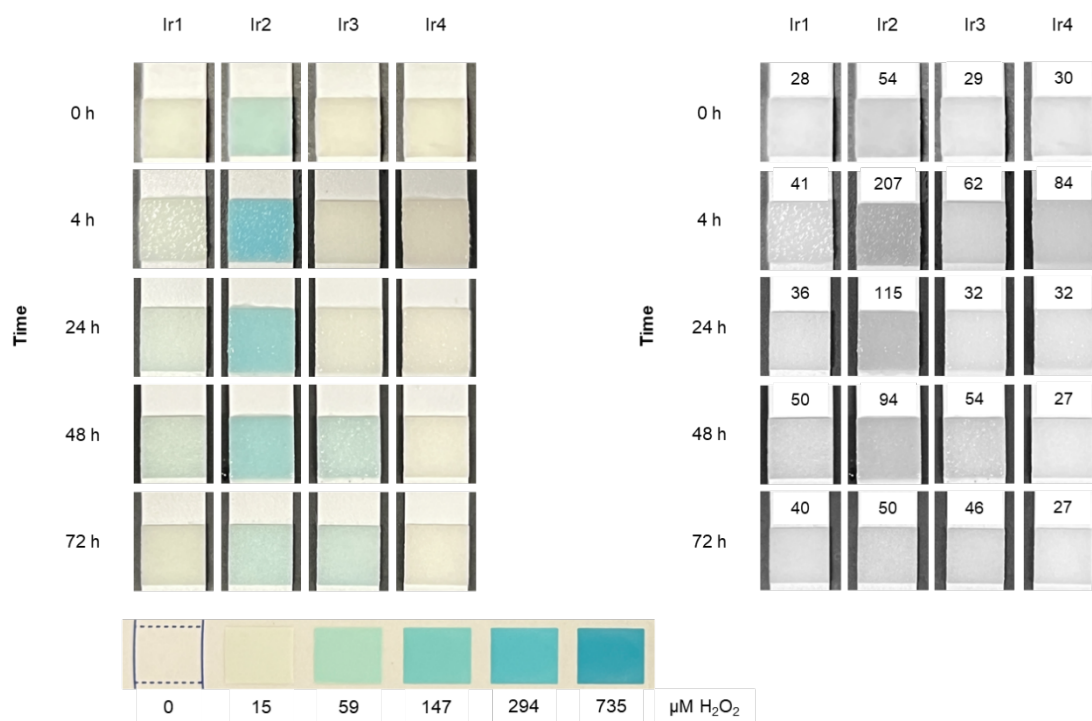 Ir1 Ir2 Ir3 Ir4
0 h
4 h
24 h
48 h
72 h
Time
0 15 59 147 294 735 µM H₂O₂
Ir1 Ir2 Ir3 Ir4
0 h 28 54 29 30
4 h 41 207 62 84
24 h 36 115 32 32
48 h 50 94 54 27
72 h 40 50 46 27
Time